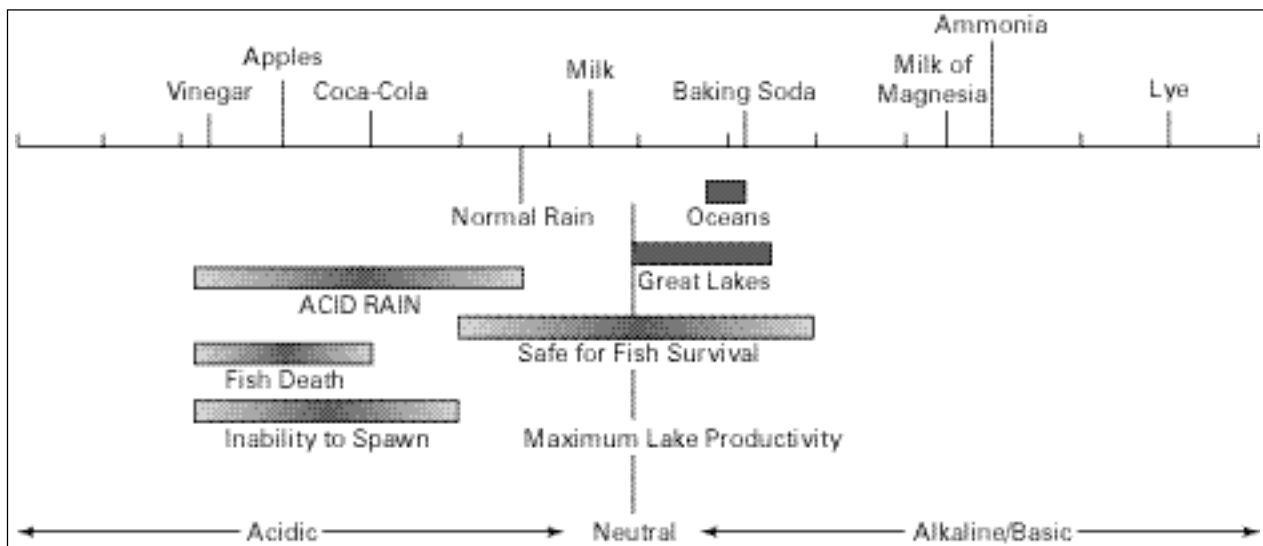 Ammonia
Apples
Milk
Milk of
Magnesia
Vinegar
Coca-Cola
Baking Soda
Lye
Normal Rain
Oceans
Great Lakes
ACID RAIN
Safe for Fish Survival
Fish Death
Inability to Spawn
Maximum Lake Productivity
Acidic
Neutral
Alkaline/Basic